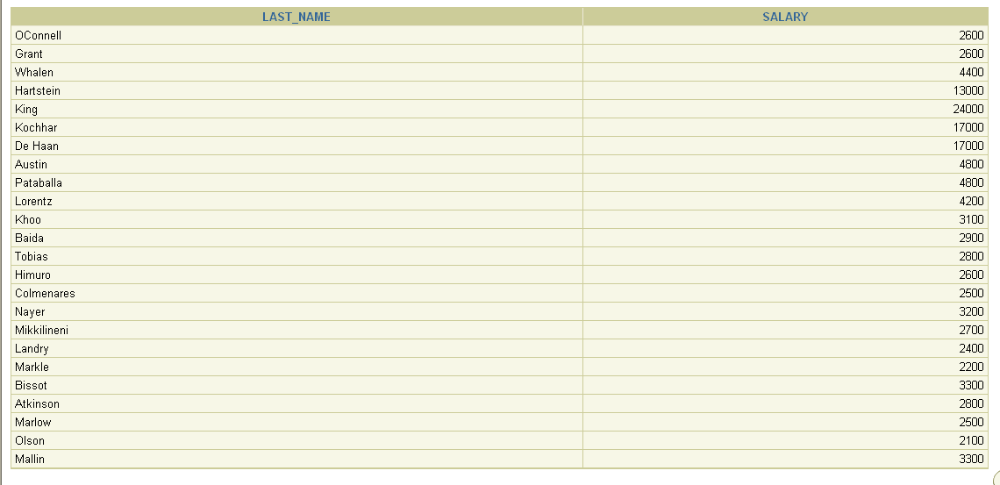 LAST_NAME SALARY
OConnell 2600
Grant 2600
Whalen 4400
Hartstein 13000
King 24000
Kochhar 17000
De Haan 17000
Austin 4800
Pataballa 4800
Lorentz 4200
Khoo 3100
Baida 2900
Tobias 2800
Himuro 2600
Colmenares 2500
Nayer 3200
Mikkilineni 2700
Landry 2400
Markle 2200
Bissot 3300
Atkinson 2800
Marlow 2500
Olson 2100
Mallin 3300